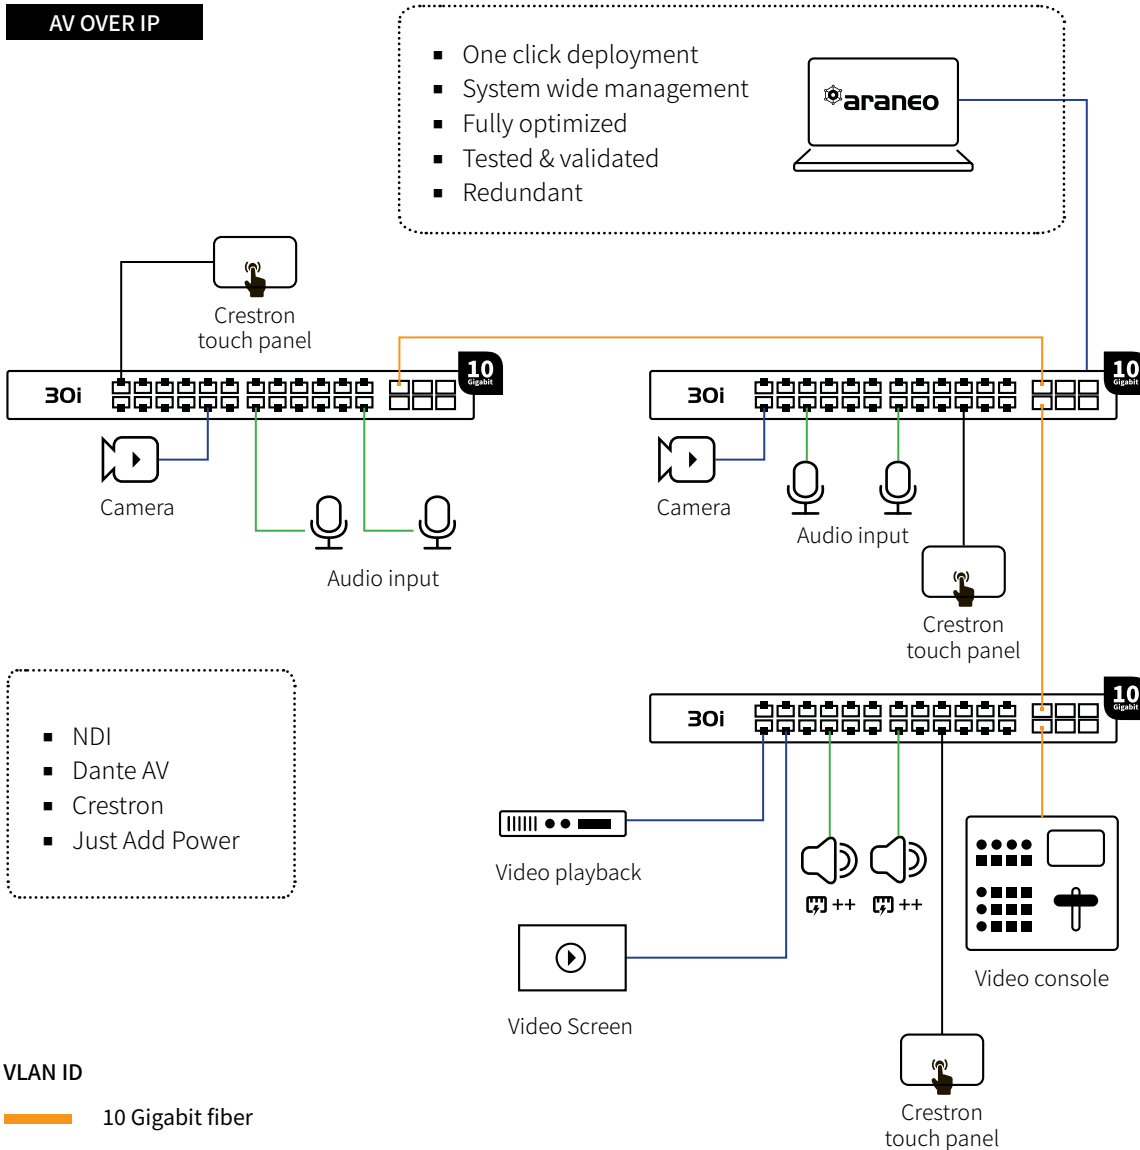 AV OVER IP
One click deployment
System wide management
Fully optimized
Tested & validated
Redundant
araneo
Crestron
touch panel
30i
10
Gigabit
30i
10
Gigabit
Camera
Audio input
Camera
Audio input
Crestron
touch panel
NDI
Dante AV
Crestron
Just Add Power
30i
10
Gigabit
Video playback
++
++
Video console
Video Screen
Crestron
touch panel
VLAN ID
10 Gigabit fiber